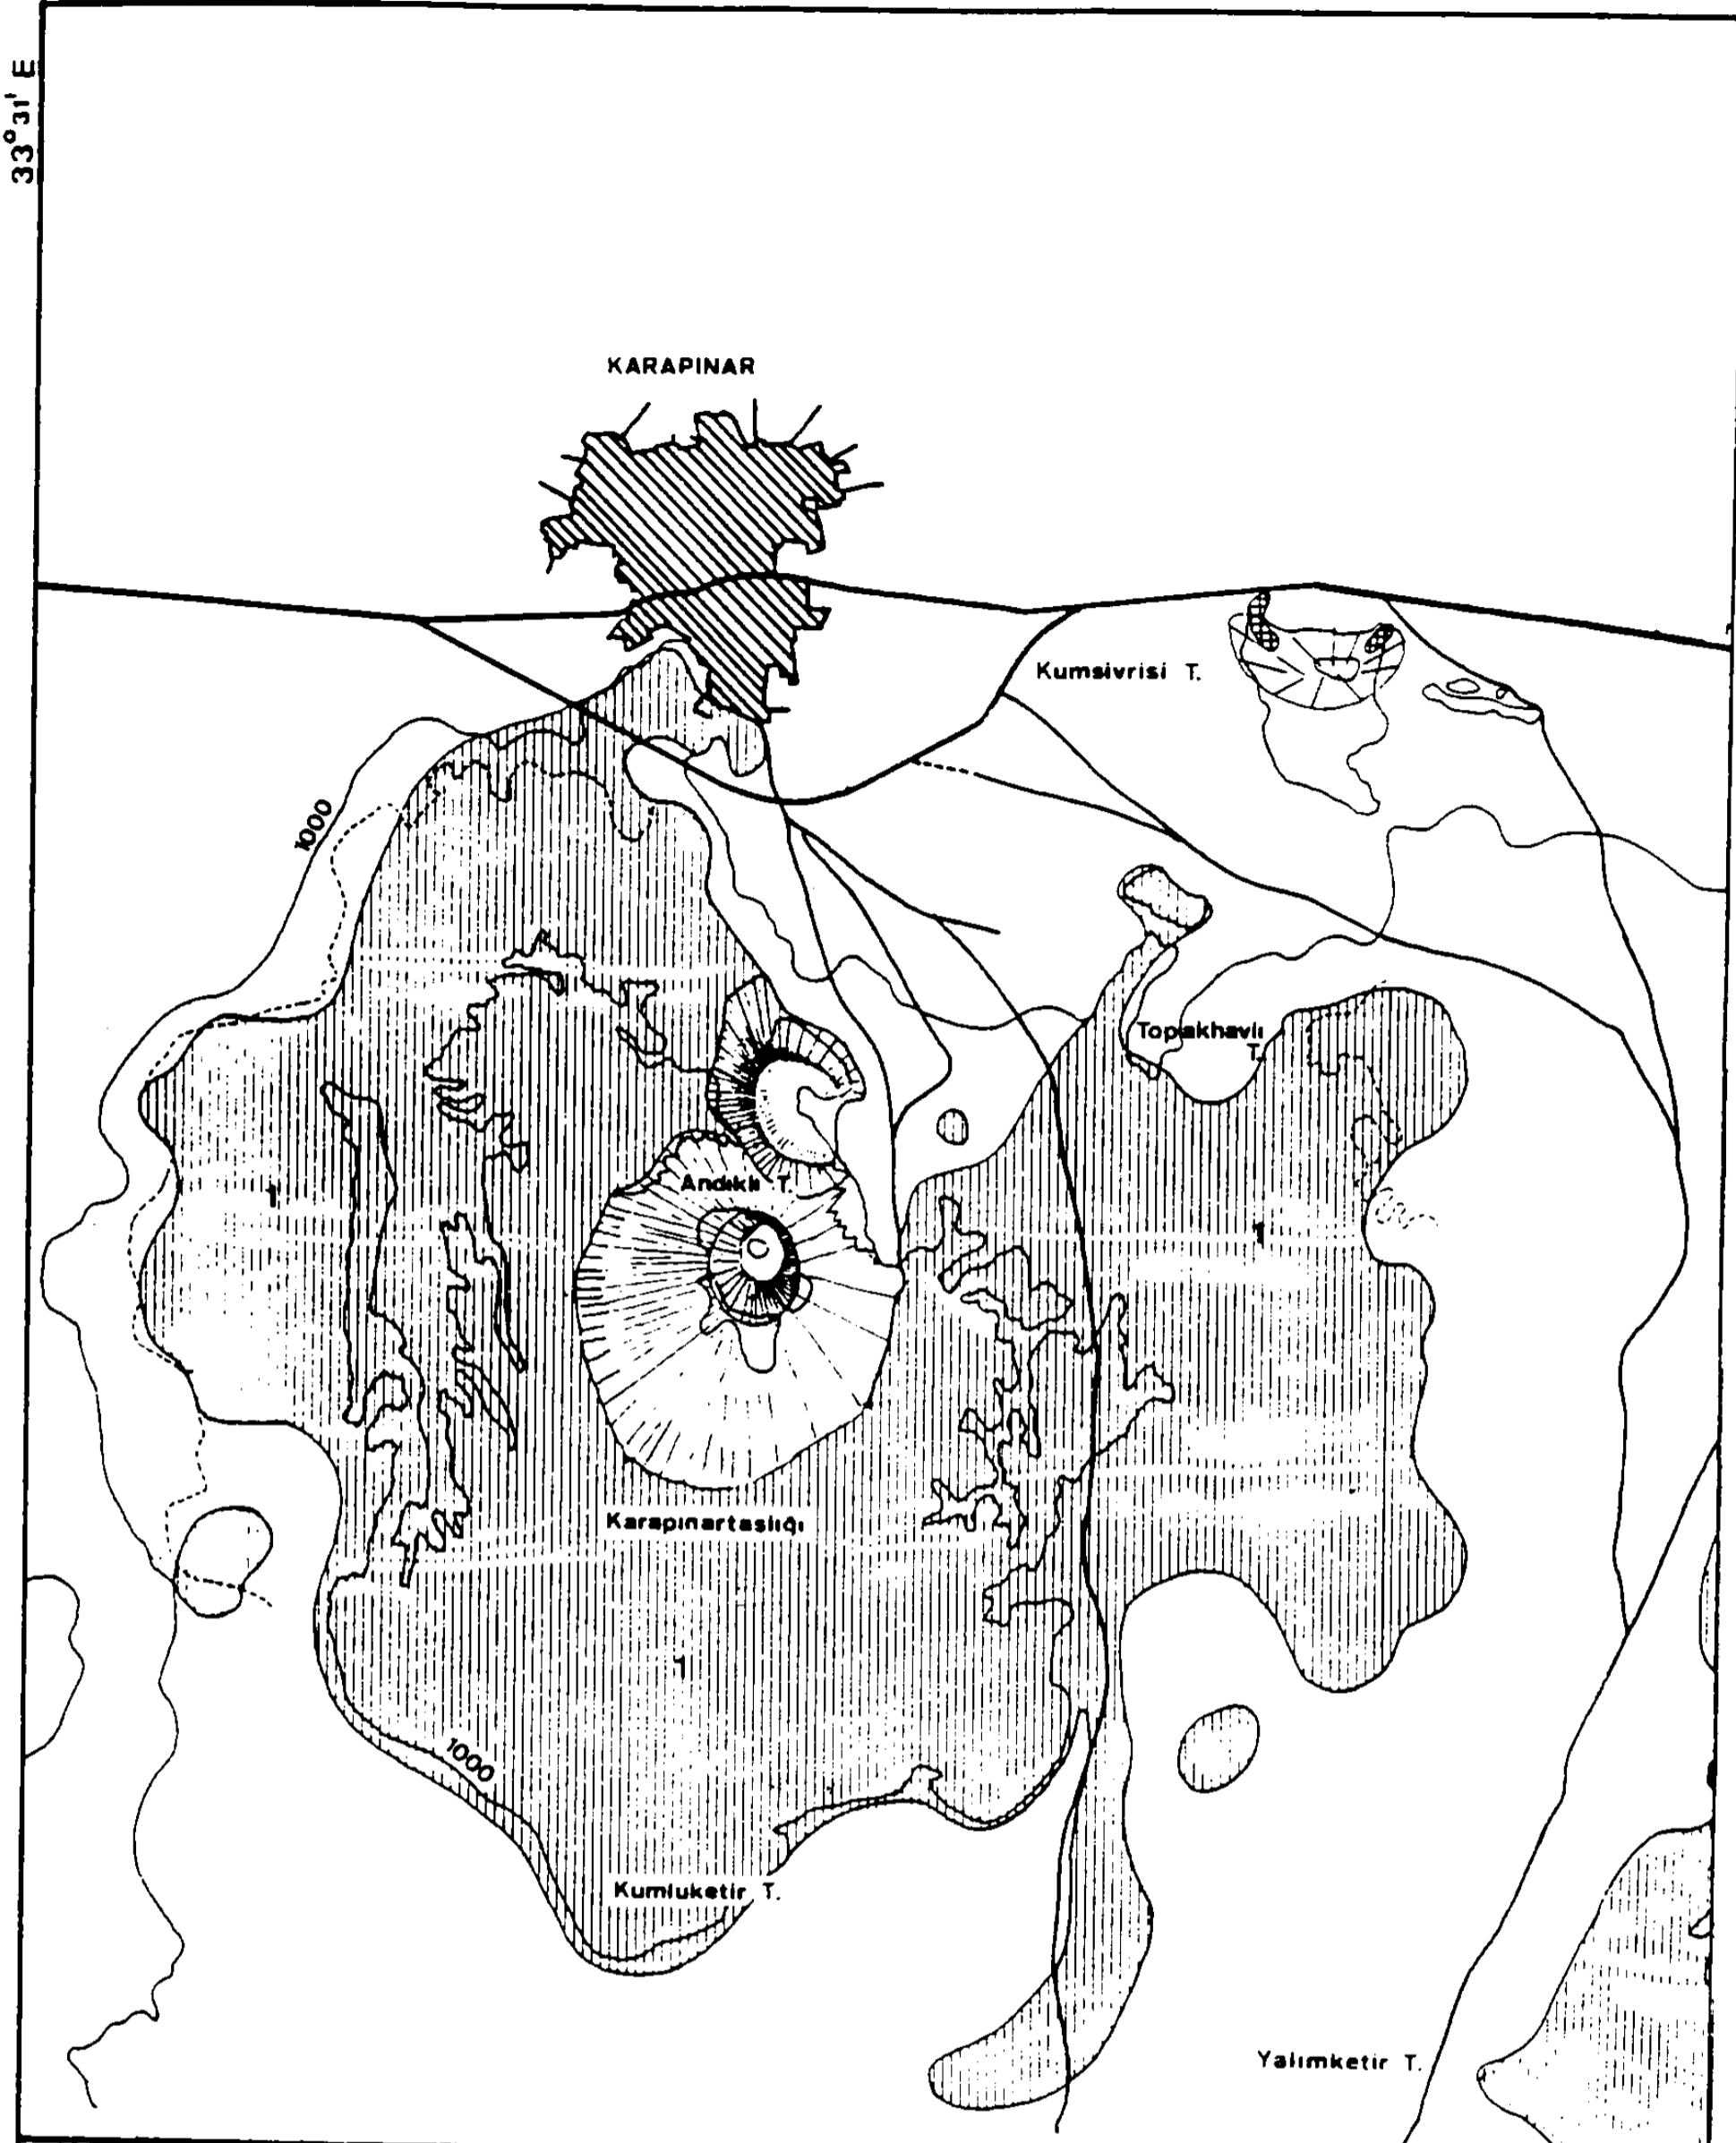 33°31' E
KARAPINAR
Kumsivrisi T.
1000
Topakhavlı
T.
Andıklı T.
1
1
Karapınartaşlığı
1
1000
Kumluketir T.
Yalımketir T.